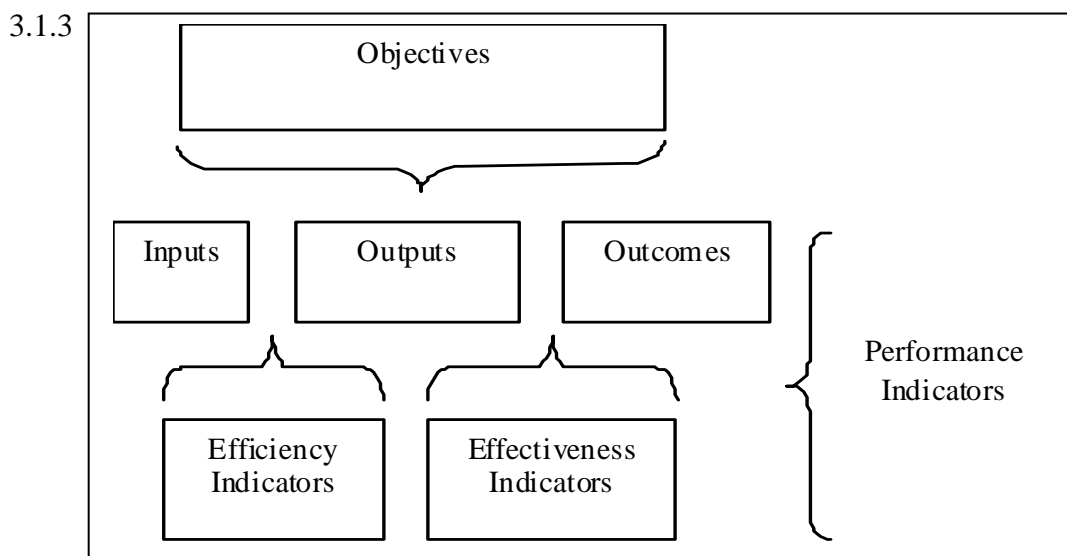 3.1.3
Objectives
Inputs
Outputs
Outcomes
Performance
Indicators
Efficiency
Indicators
Effectiveness
Indicators